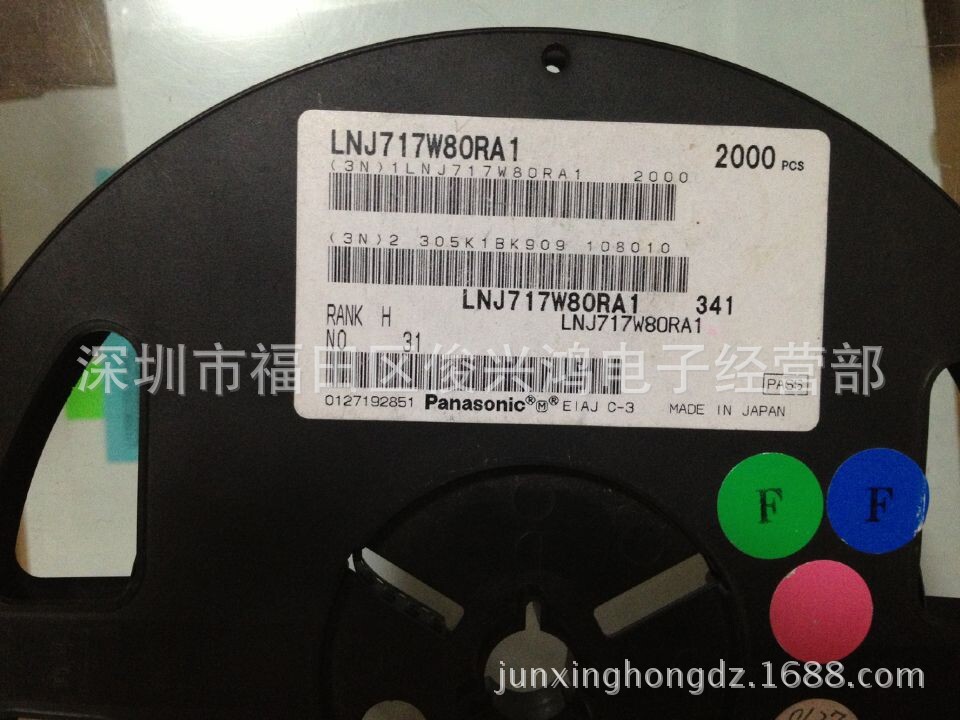 LNJ717W80RA1
2000 PCS
(3N)1LNJ717W80RA1 2000
(3N)2 305K1BK909 108010
LNJ717W80RA1 341
RANK H
LNJ717W80RA1
NO 31
深圳市福田区俊兴鸿电子经营部
PASS
0127192851 Panasonic®Ⓜ® EIAJ C-3 MADE IN JAPAN
F
F
junxinghongdz.1688.com